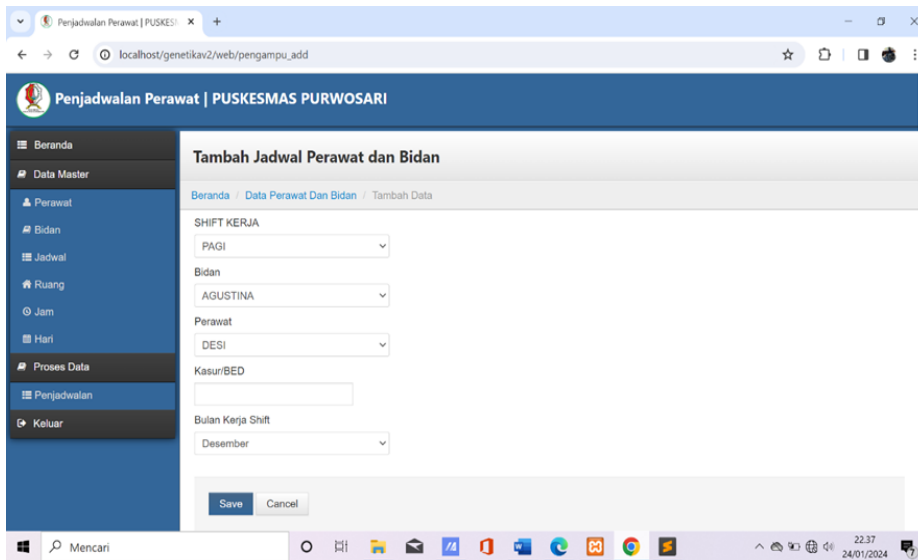 Penjadwalan Perawat | PUSKES
localhost/genetikav2/web/pengampu_add
Penjadwalan Perawat | PUSKESMAS PURWOSARI
Beranda
Data Master
Perawat
Bidan
Jadwal
Ruang
Jam
Hari
Proses Data
Penjadwalan
Keluar
Tambah Jadwal Perawat dan Bidan
Beranda / Data Perawat Dan Bidan / Tambah Data
SHIFT KERJA
PAGI
Bidan
AGUSTINA
Perawat
DESI
Kasur/BED
Bulan Kerja Shift
Desember
Save Cancel
Mencari
22.37
24/01/2024